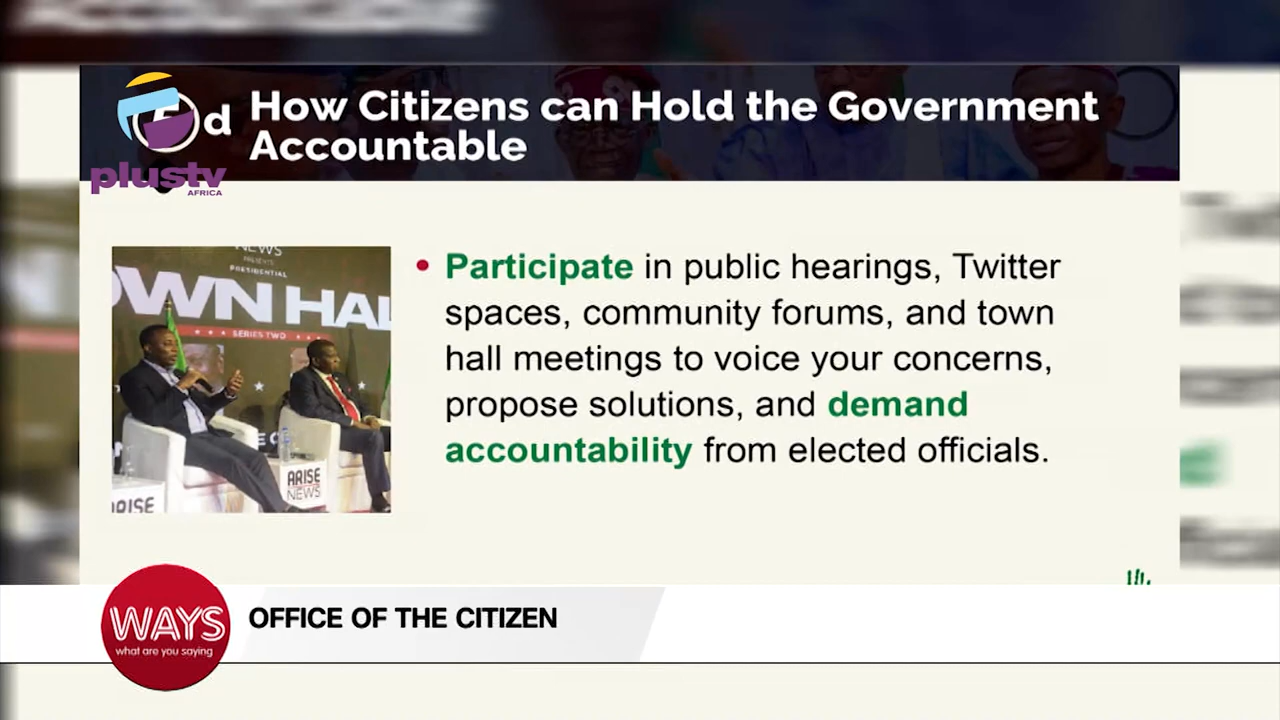 How Citizens can Hold the Government
Accountable
d
plustv
AFRICA
NEWS
PRESENTS
PRESIDENTIAL
OWN HAL
SERIES TWO
ARISE
NEWS
ARISE
• Participate in public hearings, Twitter
spaces, community forums, and town
hall meetings to voice your concerns,
propose solutions, and demand
accountability from elected officials.
WAYS
what are you saying
OFFICE OF THE CITIZEN